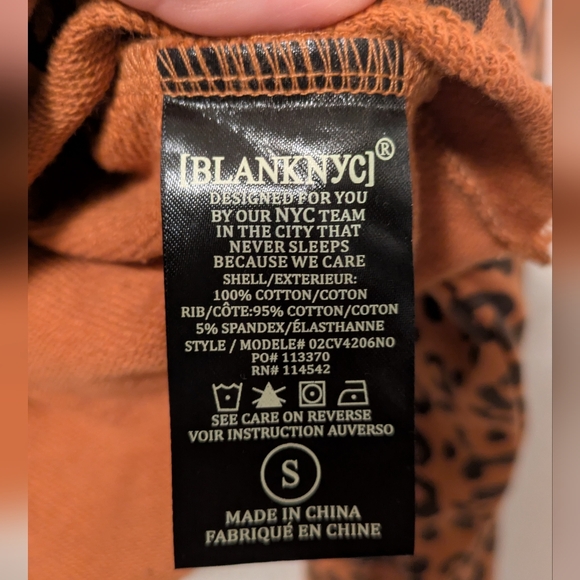 [BLANKNYC]®
DESIGNED FOR YOU
BY OUR NYC TEAM
IN THE CITY THAT
NEVER SLEEPS
BECAUSE WE CARE
SHELL/EXTERIEUR:
100% COTTON/COTON
RIB/CÔTE:95% COTTON/COTON
5% SPANDEX/ÉLASTHANNE
STYLE / MODELE# 02CV4206NO
PO# 113370
RN# 114542
SEE CARE ON REVERSE
VOIR INSTRUCTION AUVERSO
S
MADE IN CHINA
FABRIQUÉ EN CHINE